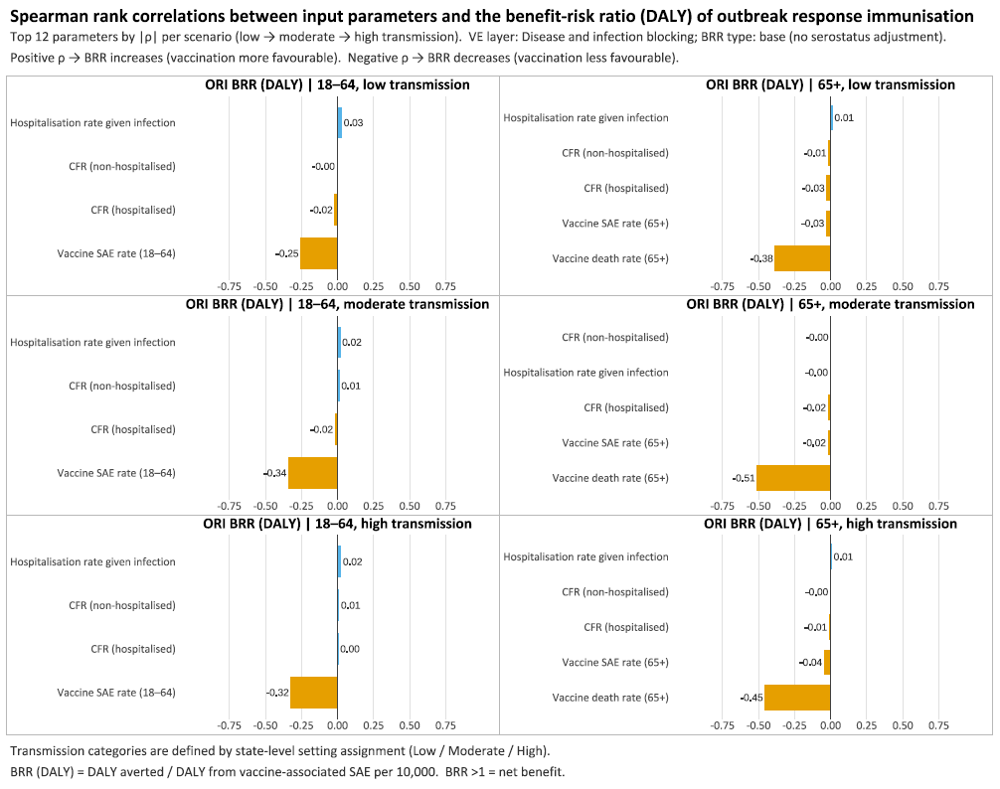 Spearman rank correlations between input parameters and the benefit-risk ratio (DALY) of outbreak response immunisation
Top 12 parameters by |ρ| per scenario (low → moderate → high transmission).  VE layer: Disease and infection blocking; BRR type: base (no serostatus adjustment).
Positive ρ → BRR increases (vaccination more favourable).  Negative ρ → BRR decreases (vaccination less favourable).
ORI BRR (DALY) | 18–64, low transmission
Hospitalisation rate given infection 0.03
CFR (non-hospitalised) -0.00
CFR (hospitalised) -0.02
Vaccine SAE rate (18–64) -0.25
-0.75 -0.50 -0.25 0.00 0.25 0.50 0.75
ORI BRR (DALY) | 65+, low transmission
Hospitalisation rate given infection 0.01
CFR (non-hospitalised) -0.01
CFR (hospitalised) -0.03
Vaccine SAE rate (65+) -0.03
Vaccine death rate (65+) -0.38
-0.75 -0.50 -0.25 0.00 0.25 0.50 0.75
ORI BRR (DALY) | 18–64, moderate transmission
Hospitalisation rate given infection 0.02
CFR (non-hospitalised) 0.01
CFR (hospitalised) -0.02
Vaccine SAE rate (18–64) -0.34
-0.75 -0.50 -0.25 0.00 0.25 0.50 0.75
ORI BRR (DALY) | 65+, moderate transmission
CFR (non-hospitalised) -0.00
Hospitalisation rate given infection -0.00
CFR (hospitalised) -0.02
Vaccine SAE rate (65+) -0.02
Vaccine death rate (65+) -0.51
-0.75 -0.50 -0.25 0.00 0.25 0.50 0.75
ORI BRR (DALY) | 18–64, high transmission
Hospitalisation rate given infection 0.02
CFR (non-hospitalised) 0.01
CFR (hospitalised) 0.00
Vaccine SAE rate (18–64) -0.32
-0.75 -0.50 -0.25 0.00 0.25 0.50 0.75
ORI BRR (DALY) | 65+, high transmission
Hospitalisation rate given infection 0.01
CFR (non-hospitalised) -0.00
CFR (hospitalised) -0.01
Vaccine SAE rate (65+) -0.04
Vaccine death rate (65+) -0.45
-0.75 -0.50 -0.25 0.00 0.25 0.50 0.75
Transmission categories are defined by state-level setting assignment (Low / Moderate / High).
BRR (DALY) = DALY averted / DALY from vaccine-associated SAE per 10,000.  BRR >1 = net benefit.